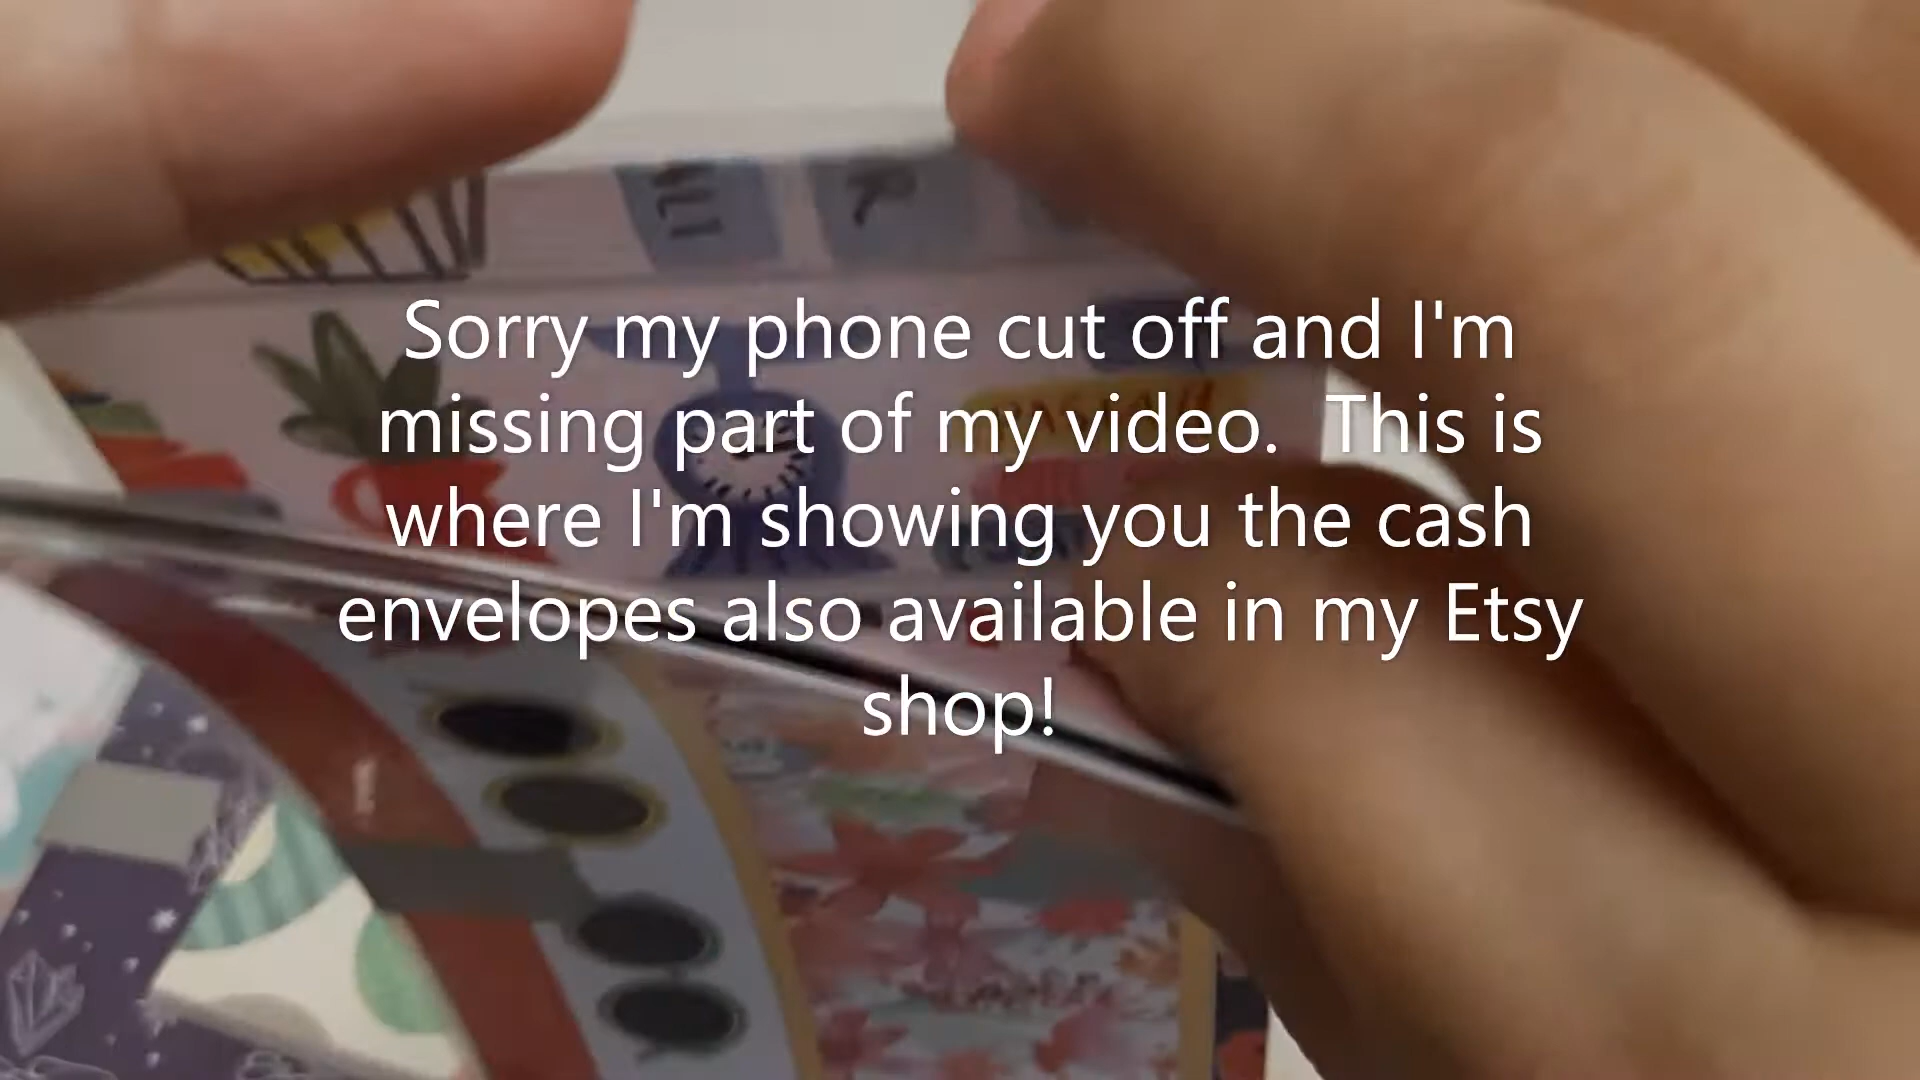 Sorry my phone cut off and I'm
missing part of my video.  This is
where I'm showing you the cash
envelopes also available in my Etsy
shop!